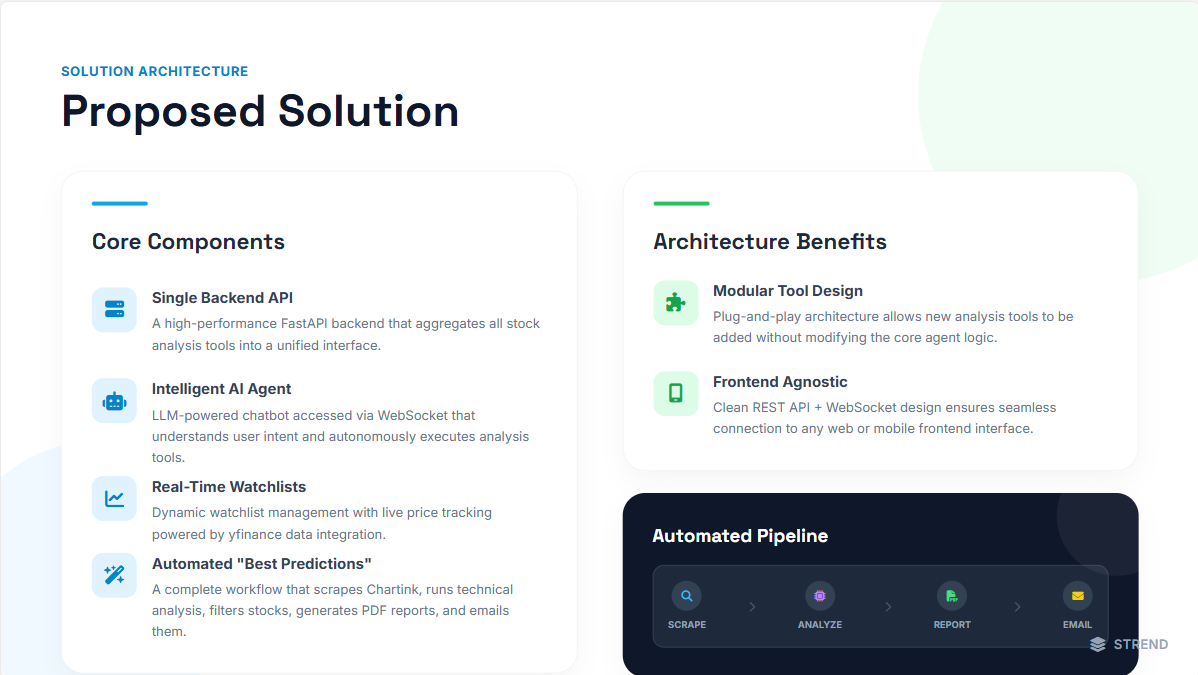 SOLUTION ARCHITECTURE
Proposed Solution
Core Components
Single Backend API
A high-performance FastAPI backend that aggregates all stock
analysis tools into a unified interface.
Intelligent AI Agent
LLM-powered chatbot accessed via WebSocket that
understands user intent and autonomously executes analysis
tools.
Real-Time Watchlists
Dynamic watchlist management with live price tracking
powered by yfinance data integration.
Automated "Best Predictions"
A complete workflow that scrapes Chartink, runs technical
analysis, filters stocks, generates PDF reports, and emails
them.
Architecture Benefits
Modular Tool Design
Plug-and-play architecture allows new analysis tools to be
added without modifying the core agent logic.
Frontend Agnostic
Clean REST API + WebSocket design ensures seamless
connection to any web or mobile frontend interface.
Automated Pipeline
SCRAPE
ANALYZE
REPORT
EMAIL
STREND